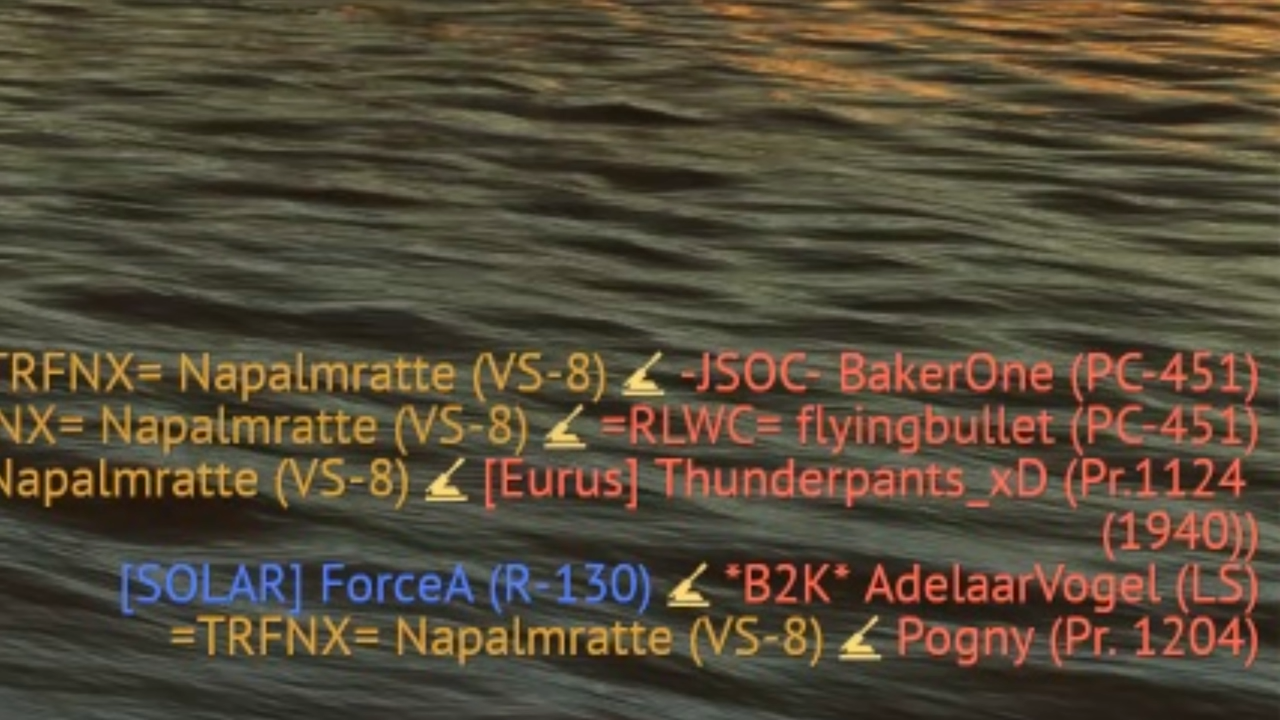 TRFNX= Napalmratte (VS-8) -JSOC- BakerOne (PC-451)
NX= Napalmratte (VS-8) =RLWC= flyingbullet (PC-451)
Napalmratte (VS-8) [Eurus] Thunderpants_xD (Pr.1124
(1940))
[SOLAR] ForceA (R-130) *B2K* AdelaarVogel (LS)
=TRFNX= Napalmratte (VS-8) Pogny (Pr. 1204)